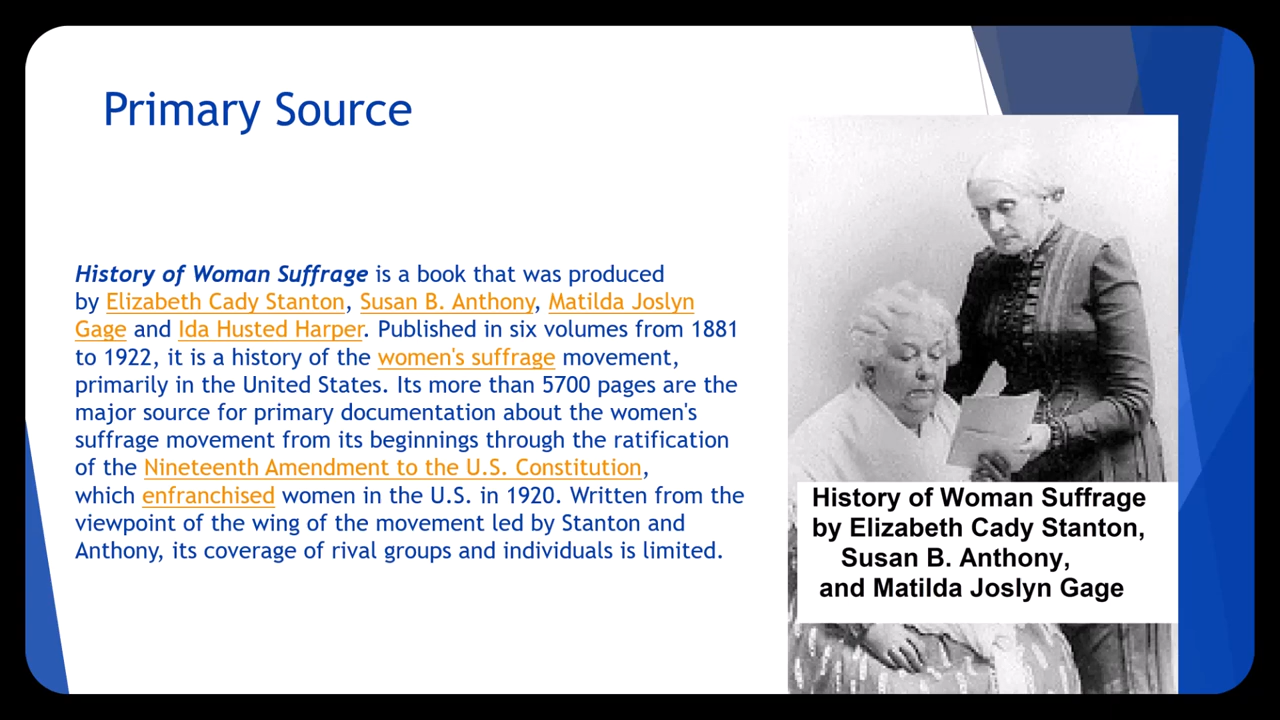 Primary Source
History of Woman Suffrage is a book that was produced
by Elizabeth Cady Stanton, Susan B. Anthony, Matilda Joslyn
Gage and Ida Husted Harper. Published in six volumes from 1881
to 1922, it is a history of the women's suffrage movement,
primarily in the United States. Its more than 5700 pages are the
major source for primary documentation about the women's
suffrage movement from its beginnings through the ratification
of the Nineteenth Amendment to the U.S. Constitution,
which enfranchised women in the U.S. in 1920. Written from the
viewpoint of the wing of the movement led by Stanton and
Anthony, its coverage of rival groups and individuals is limited.
History of Woman Suffrage
by Elizabeth Cady Stanton,
Susan B. Anthony,
and Matilda Joslyn Gage